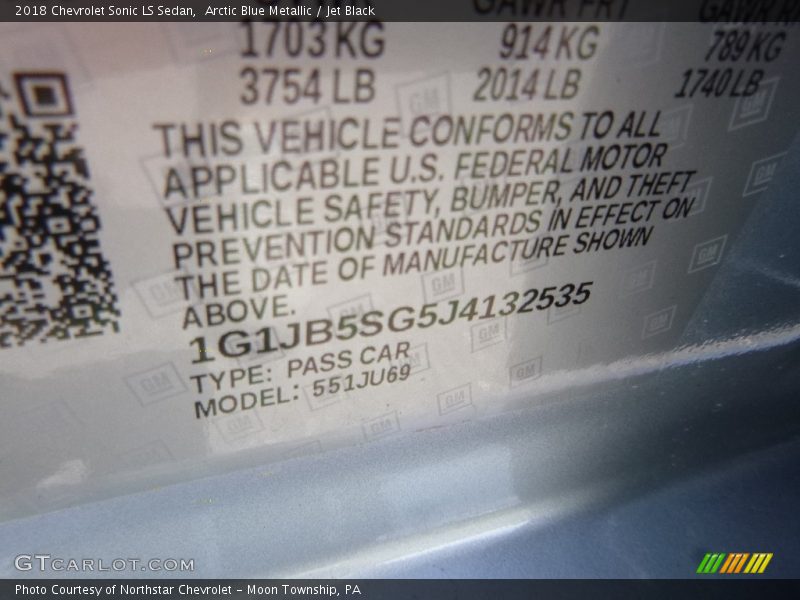 2018 Chevrolet Sonic LS Sedan,  Arctic Blue Metallic / Jet Black
GAWR FRT GAWR
1703 KG 914 KG 789 KG
3754 LB 2014 LB 1740 LB
THIS VEHICLE CONFORMS TO ALL
APPLICABLE U.S. FEDERAL MOTOR
VEHICLE SAFETY, BUMPER, AND THEFT
PREVENTION STANDARDS IN EFFECT ON
THE DATE OF MANUFACTURE SHOWN
ABOVE.
1G1JB5SG5J4132535
TYPE: PASS CAR
MODEL: 551JU69
GTCARLOT.COM
Photo Courtesy of Northstar Chevrolet - Moon Township, PA